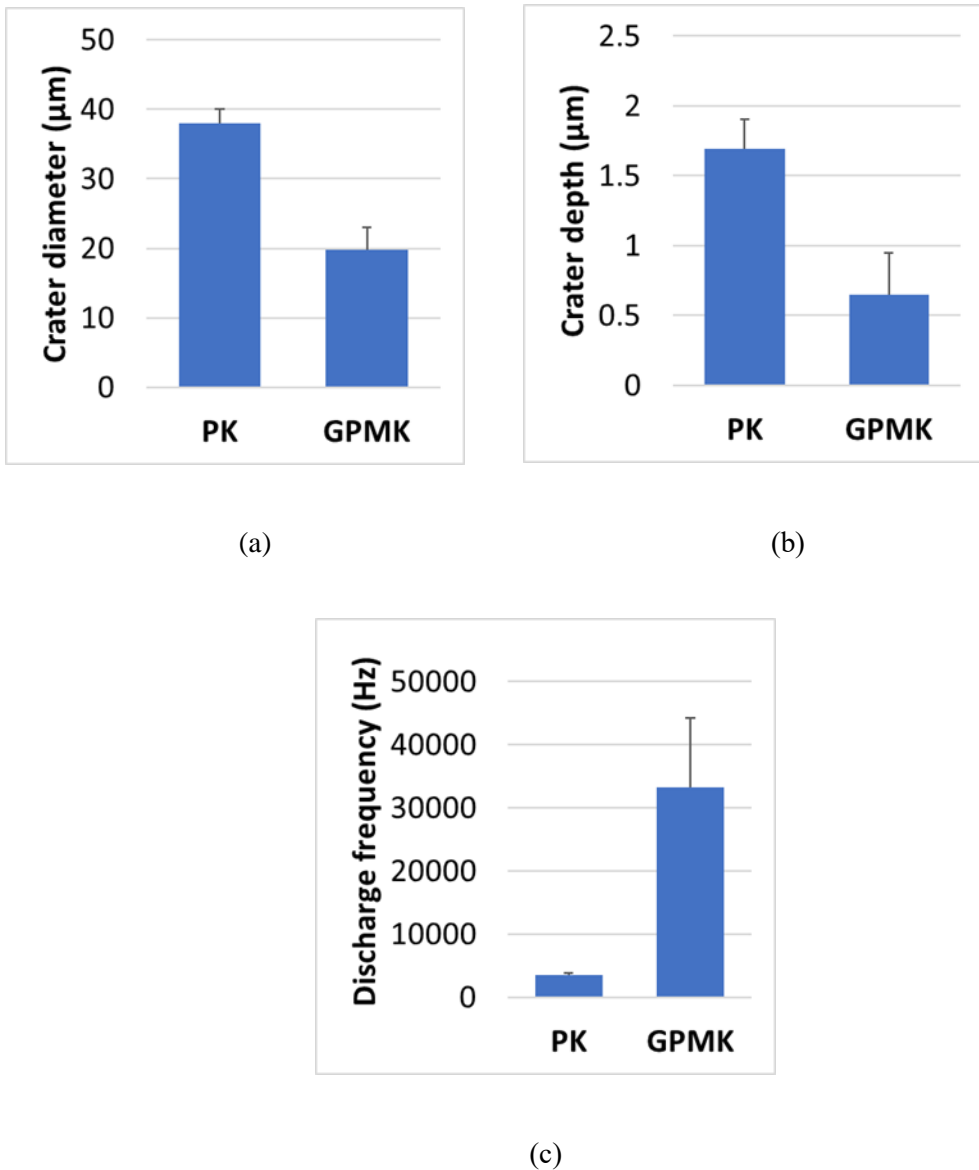 Crater diameter (µm)
50
40
30
20
10
0
PK GPMK
(a)
Crater depth (µm)
2.5
2
1.5
1
0.5
0
PK GPMK
(b)
Discharge frequency (Hz)
50000
40000
30000
20000
10000
0
PK GPMK
(c)